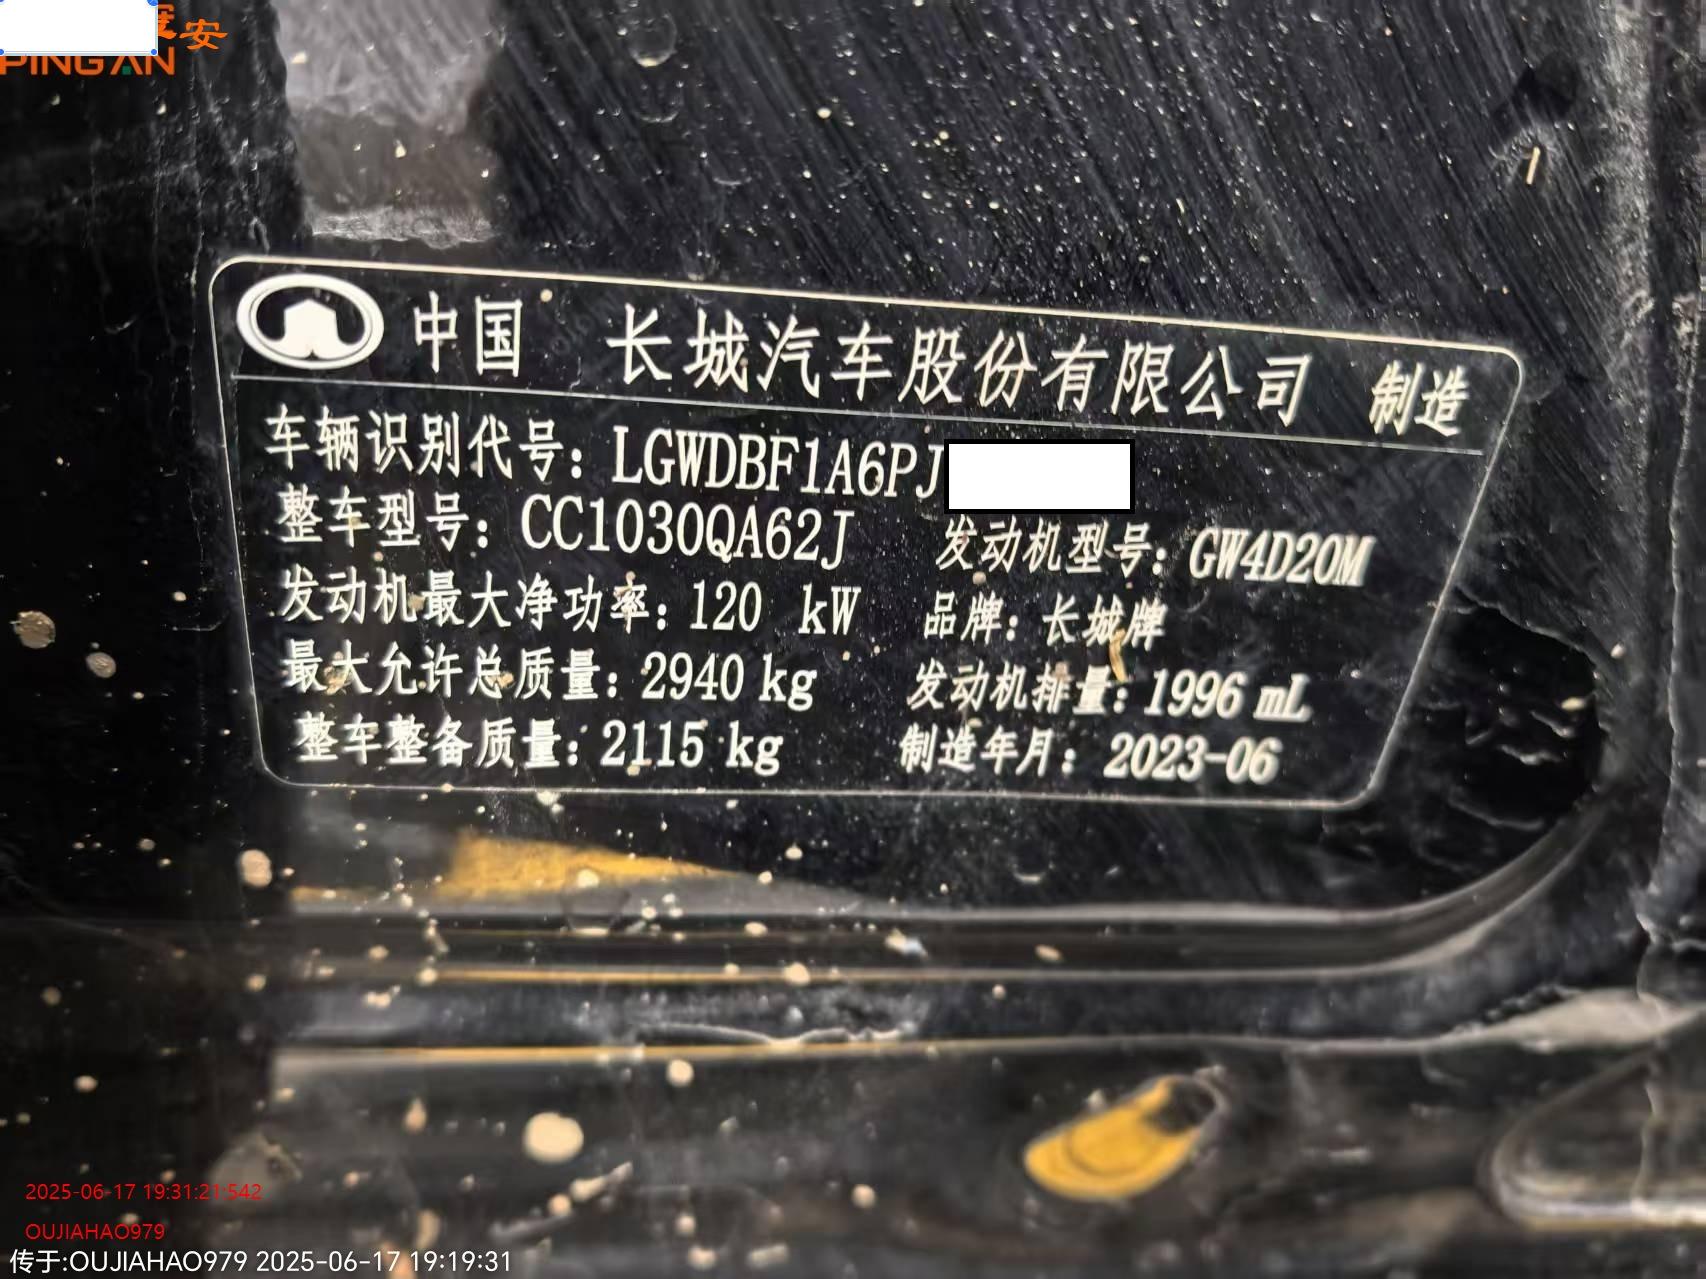 安
PING AN
中国 长城汽车股份有限公司 制造
车辆识别代号：LGWDBF1A6PJ
整车型号：CC1030QA62J 发动机型号：GW4D20M
发动机最大净功率：120 kW 品牌：长城牌
最大允许总质量：2940 kg 发动机排量：1996 mL
整车整备质量：2115 kg 制造年月：2023-06
2025-06-17 19:31:21:542
OUJIAHAO979
传于:OUJIAHAO979 2025-06-17 19:19:31